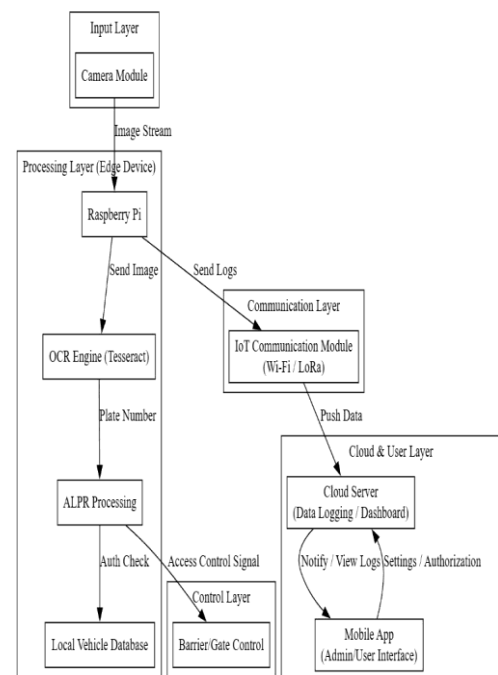 Input Layer
Camera Module
Image Stream
Processing Layer (Edge Device)
Raspberry Pi
Send Image
Send Logs
Communication Layer
OCR Engine (Tesseract)
IoT Communication Module
(Wi-Fi / LoRa)
Plate Number
Push Data
Cloud & User Layer
ALPR Processing
Cloud Server
(Data Logging / Dashboard)
Auth Check
Access Control Signal
Notify / View Logs
Settings / Authorization
Control Layer
Local Vehicle Database
Barrier/Gate Control
Mobile App
(Admin/User Interface)